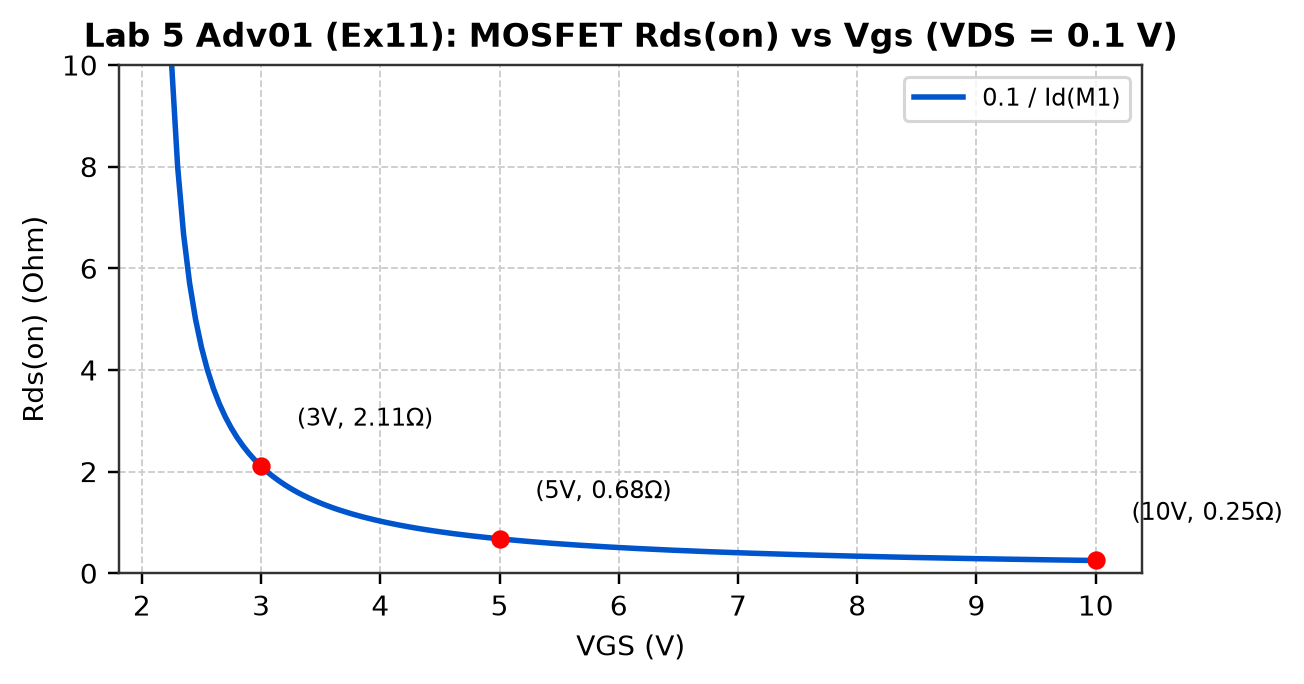 Lab 5 Adv01 (Ex11): MOSFET Rds(on) vs Vgs (VDS = 0.1 V)
0.1 / Id(M1)
Rds(on) (Ohm)
10
8
6
4
2
0
(3V, 2.11Ω)
(5V, 0.68Ω)
(10V, 0.25Ω)
2 3 4 5 6 7 8 9 10
VGS (V)